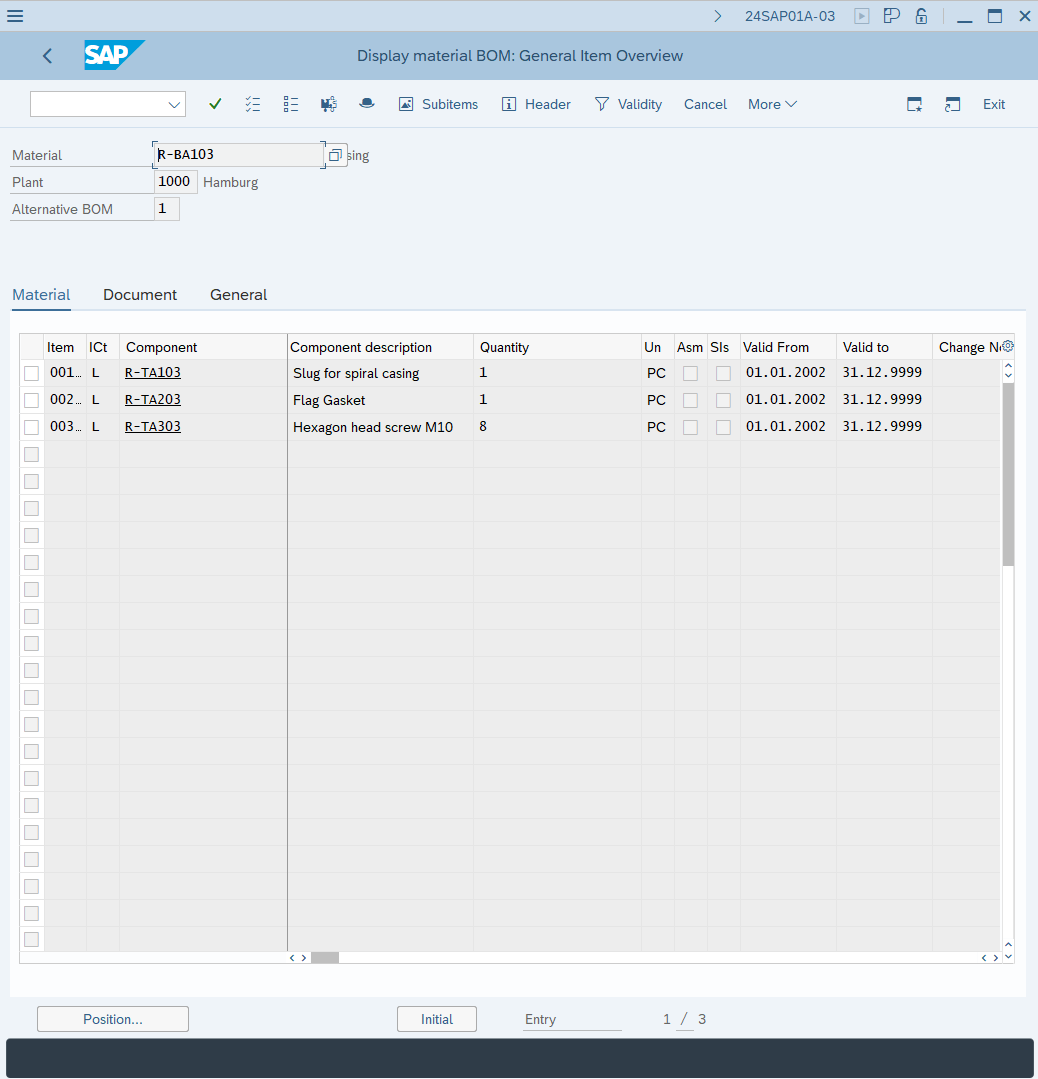 24SAP01A-03
SAP
Display material BOM: General Item Overview
Subitems Header Validity Cancel More Exit
Material R-BA103 sing
Plant 1000 Hamburg
Alternative BOM 1
Material Document General
Item ICt Component Component description Quantity Un Asm SIs Valid From Valid to Change N
001... L R-TA103 Slug for spiral casing 1 PC 01.01.2002 31.12.9999
002... L R-TA203 Flag Gasket 1 PC 01.01.2002 31.12.9999
003... L R-TA303 Hexagon head screw M10 8 PC 01.01.2002 31.12.9999
Position... Initial Entry 1 / 3